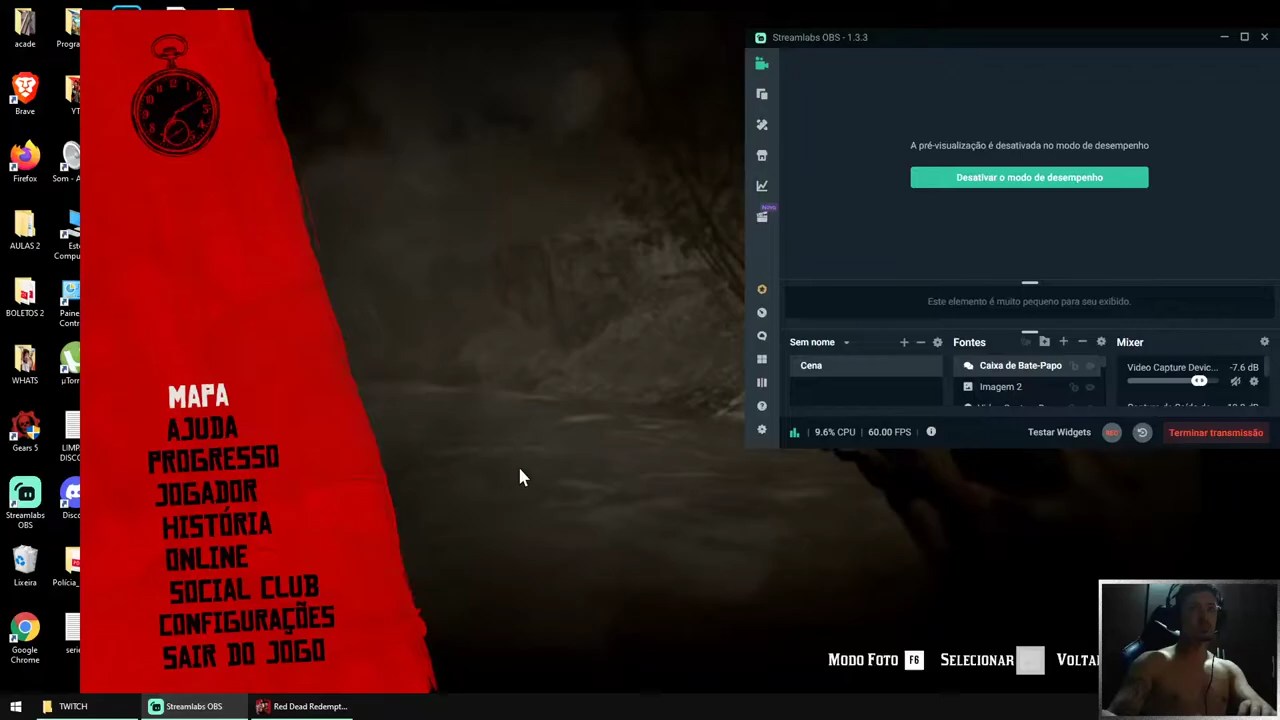 acade
Progra
Brave
YT
Firefox
Som - A
AULAS 2
Este
Compu
BOLETOS 2
Paine
Contr
WHATS
µTorr
Gears 5
LIMP
DISCO
Streamlabs
OBS
Disco
Lixeira
Polícia_
Google
Chrome
serie
MAPA
AJUDA
PROGRESSO
JOGADOR
HISTÓRIA
ONLINE
SOCIAL CLUB
CONFIGURAÇÕES
SAIR DO JOGO
Streamlabs OBS - 1.3.3
A pré-visualização é desativada no modo de desempenho
Desativar o modo de desempenho
Novo
Este elemento é muito pequeno para seu exibido.
Sem nome
Fontes
Mixer
Cena
Caixa de Bate-Papo
Imagem 2
Video Capture Devic... -7.6 dB
9.6% CPU 60.00 FPS
Testar Widgets
REC
Terminar transmissão
MODO FOTO F6 SELECIONAR VOLTA
TWITCH
Streamlabs OBS
Red Dead Redempt...